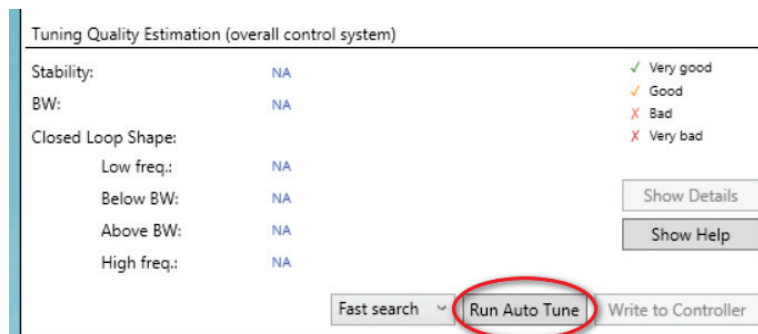 Tuning Quality Estimation (overall control system)
Stability: NA
✓ Very good
✓ Good
BW: NA
✗ Bad
✗ Very bad
Closed Loop Shape:
Low freq.: NA
Below BW: NA
Show Details
Above BW: NA
Show Help
High freq.: NA
Fast search Run Auto Tune Write to Controller